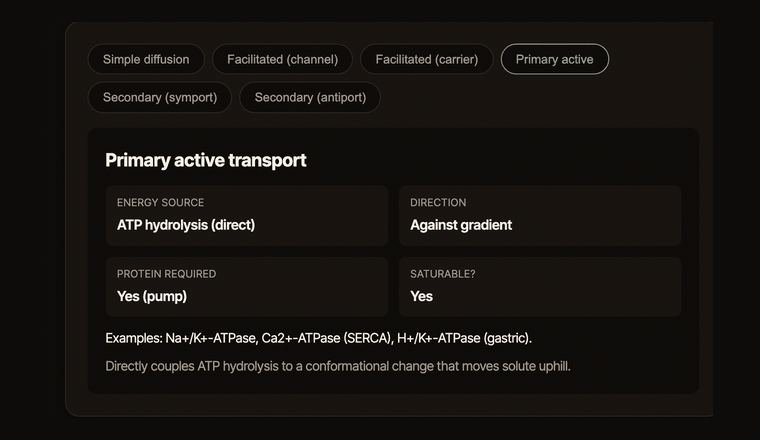 Simple diffusion
Facilitated (channel)
Facilitated (carrier)
Primary active
Secondary (symport)
Secondary (antiport)
Primary active transport
ENERGY SOURCE
ATP hydrolysis (direct)
DIRECTION
Against gradient
PROTEIN REQUIRED
Yes (pump)
SATURABLE?
Yes
Examples: Na+/K+-ATPase, Ca2+-ATPase (SERCA), H+/K+-ATPase (gastric).
Directly couples ATP hydrolysis to a conformational change that moves solute uphill.